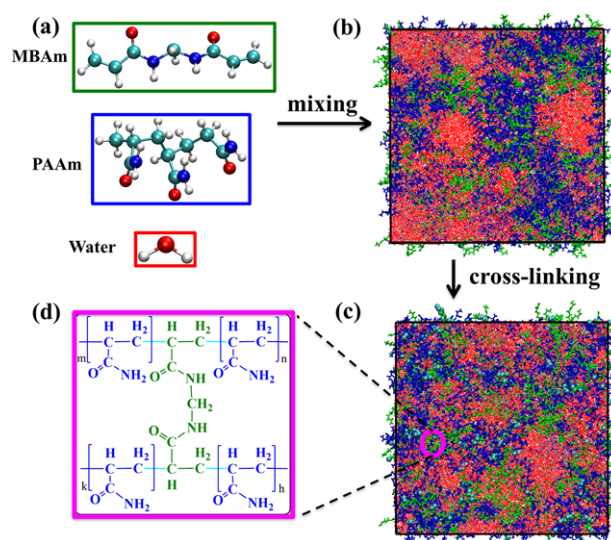 (a)
MBAm
PAAm
Water
mixing
(b)
cross-linking
(d)
(c)
H H₂ H H₂ H H₂
C C C C C C
m n
C C C
O NH₂ O NH O NH₂
CH₂
O NH
C C C
H₂ H₂ H₂
C C C C C C
k H H H h
O NH₂ O NH₂